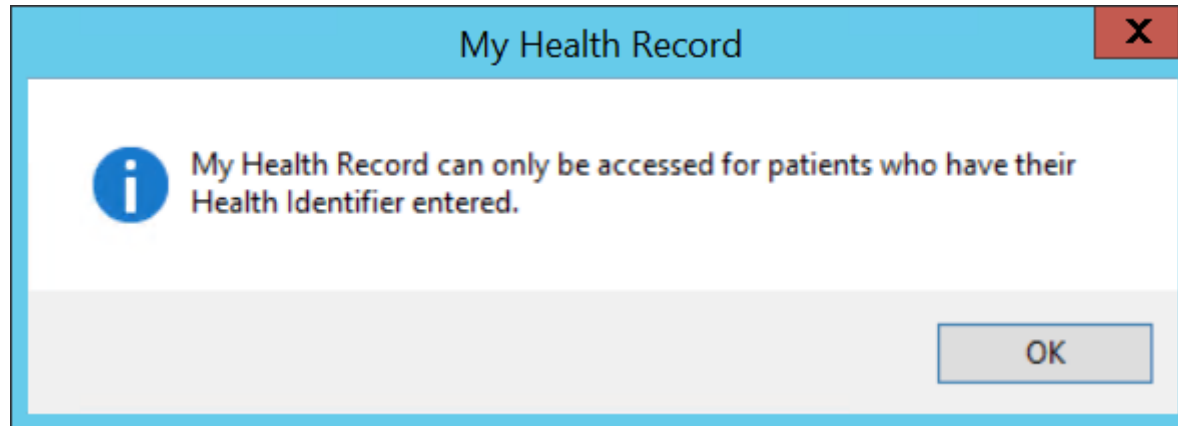 My Health Record
X
My Health Record can only be accessed for patients who have their
Health Identifier entered.
OK